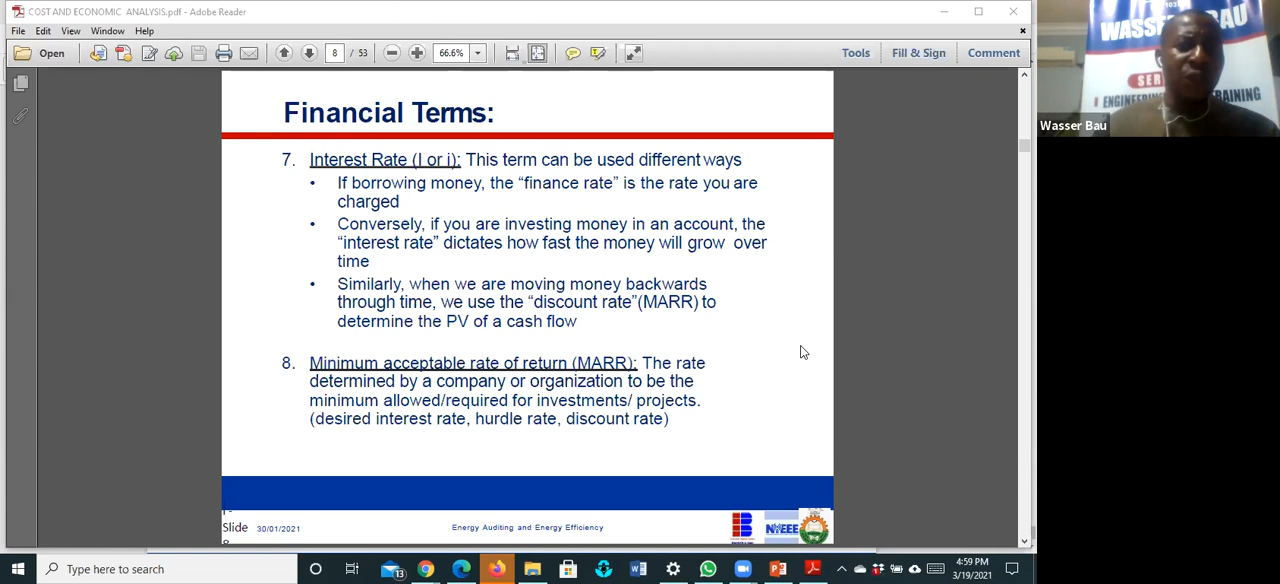 COST AND ECONOMIC ANALYSIS.pdf - Adobe Reader
File Edit View Window Help
Open 8 / 53 66.6% Tools Fill & Sign Comment
Financial Terms:
7. Interest Rate (I or i): This term can be used different ways
• If borrowing money, the “finance rate” is the rate you are
charged
• Conversely, if you are investing money in an account, the
“interest rate” dictates how fast the money will grow over
time
• Similarly, when we are moving money backwards
through time, we use the “discount rate”(MARR) to
determine the PV of a cash flow
8. Minimum acceptable rate of return (MARR): The rate
determined by a company or organization to be the
minimum allowed/required for investments/ projects.
(desired interest rate, hurdle rate, discount rate)
Slide 30/01/2021 Energy Auditing and Energy Efficiency
Wasser Bau
WASSER BAU
SER
ENGINEERING TRAINING
Type here to search
13
4:59 PM
3/19/2021